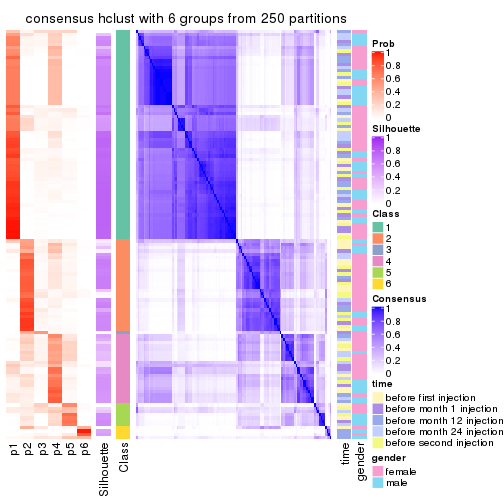 consensus hclust with 6 groups from 250 partitions
Prob
1
0.8
0.6
0.4
0.2
0
Silhouette
1
0.8
0.6
0.4
0.2
0
Class
1
2
3
4
5
6
Consensus
1
0.8
0.6
0.4
0.2
0
time
before first injection
before month 1 injection
before month 12 injection
before month 24 injection
before second injection
gender
female
male
p1
p2
p3
p4
p5
p6
Silhouette
Class
time
gender